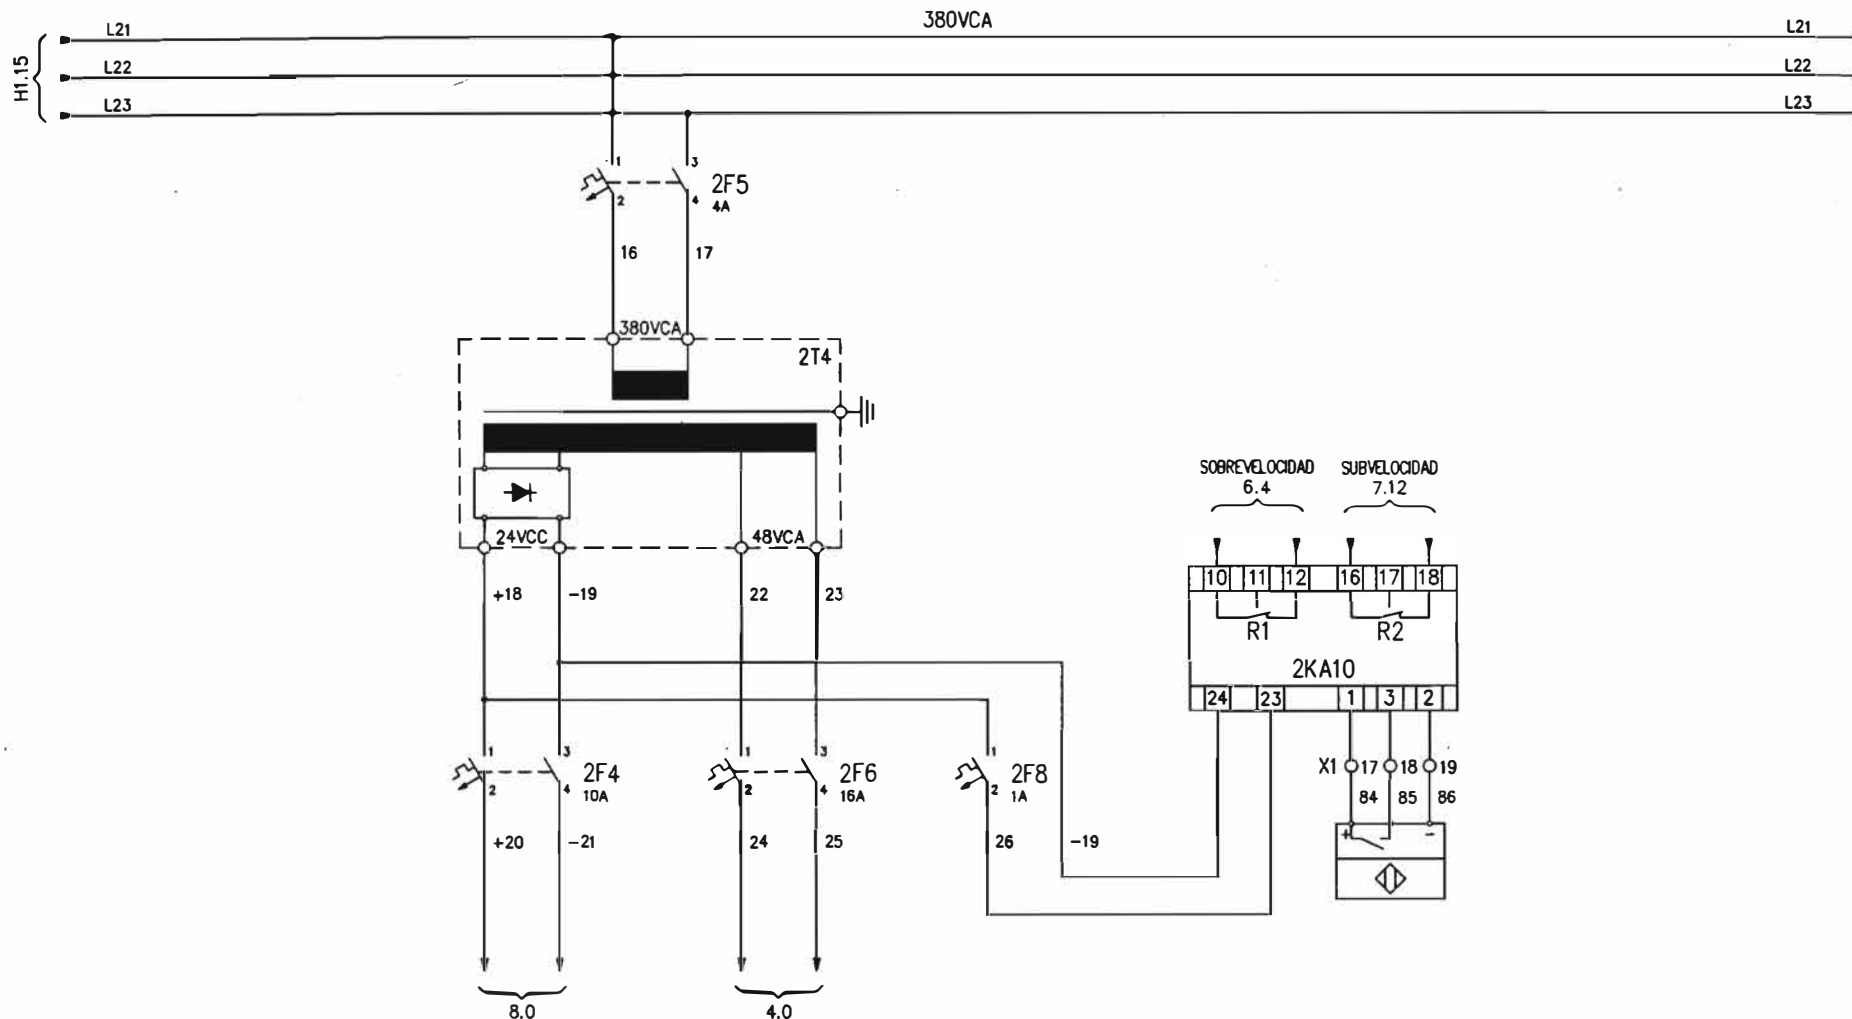 380VCA
L21 L21
L22 L22
L23 L23
H1.15
1 3
2F5
2 4 4A
16 17
380VCA
2T4
24VCC 48VCA
+18 -19 22 23
SOBREVELOCIDAD SUBVELOCIDAD
6.4 7.12
10 11 12 16 17 18
R1 R2
2KA10
24 23 1 3 2
1 3 1 3 1
2F4 2F6 2F8
2 4 10A 2 4 16A 2 1A
X1 17 18 19
84 85 86
+ -
+20 -21 24 25 26 -19
8.0 4.0